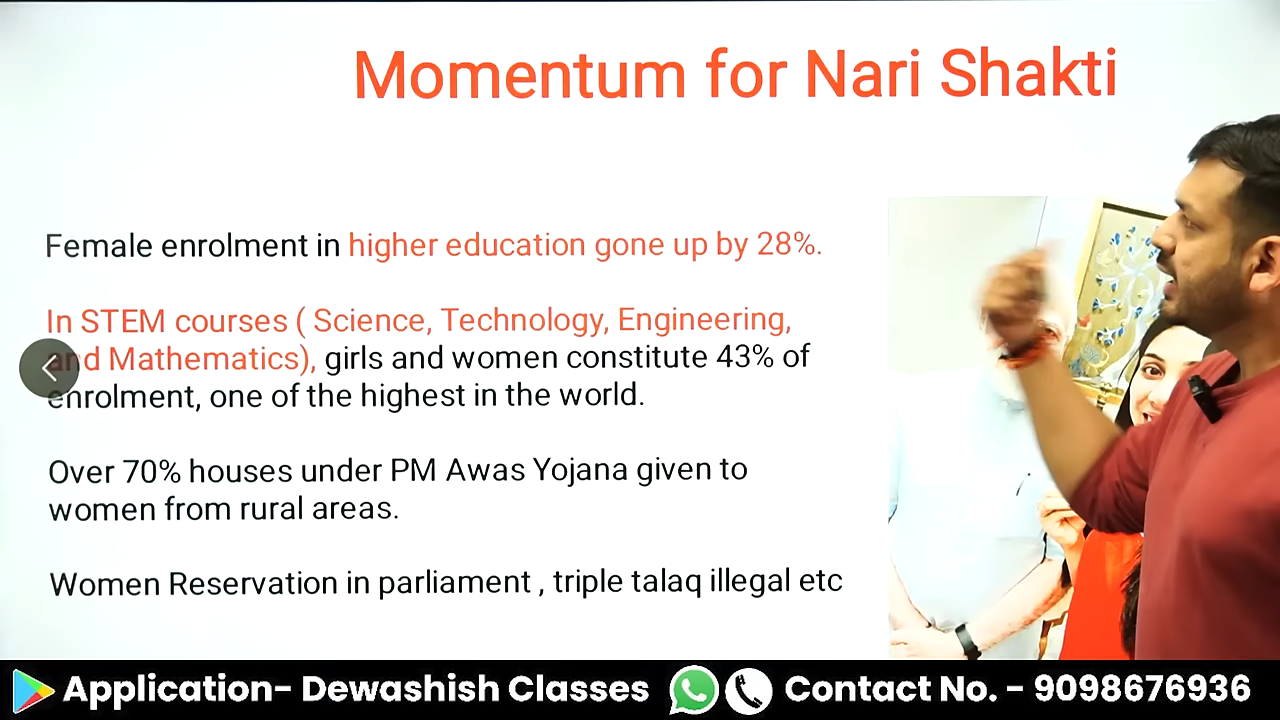 Momentum for Nari Shakti
Female enrolment in higher education gone up by 28%.
In STEM courses ( Science, Technology, Engineering,
and Mathematics), girls and women constitute 43% of
enrolment, one of the highest in the world.
Over 70% houses under PM Awas Yojana given to
women from rural areas.
Women Reservation in parliament , triple talaq illegal etc
Application- Dewashish Classes
Contact No. - 9098676936